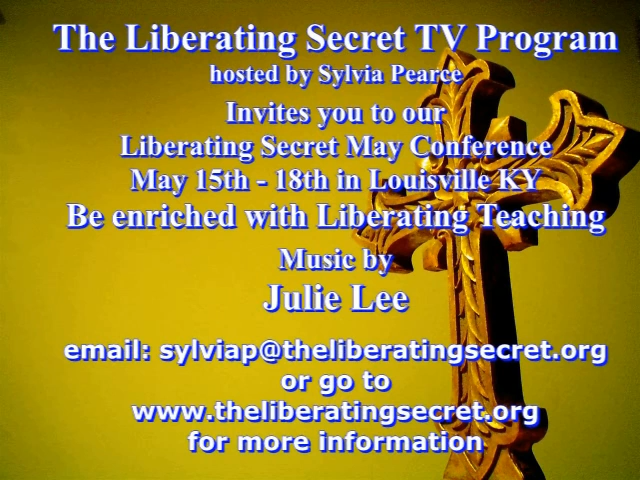 The Liberating Secret TV Program
hosted by Sylvia Pearce
Invites you to our
Liberating Secret May Conference
May 15th - 18th in Louisville KY
Be enriched with Liberating Teaching
Music by
Julie Lee
email: sylviap@theliberatingsecret.org
or go to
www.theliberatingsecret.org
for more information